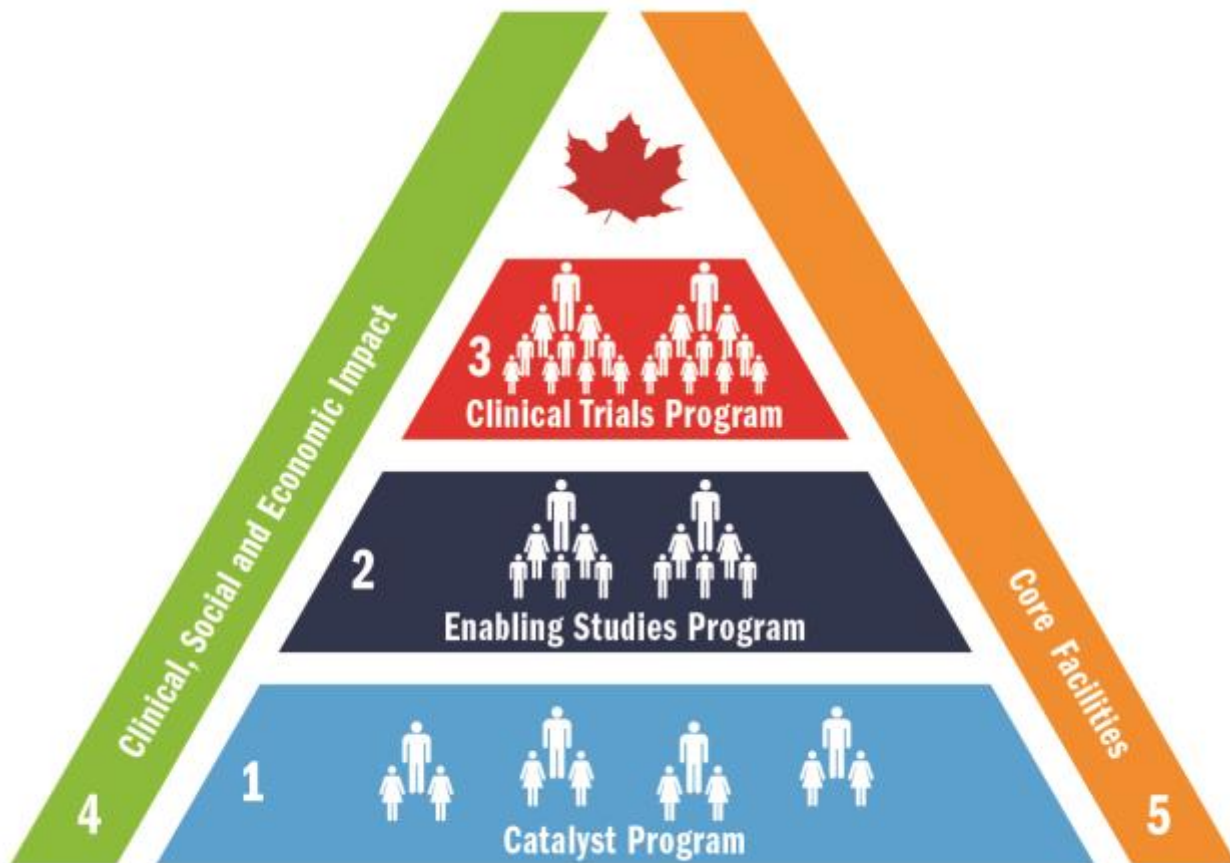 3
Clinical Trials Program
2
Enabling Studies Program
1
Catalyst Program
4
Clinical, Social and Economic Impact
Core Facilities
5